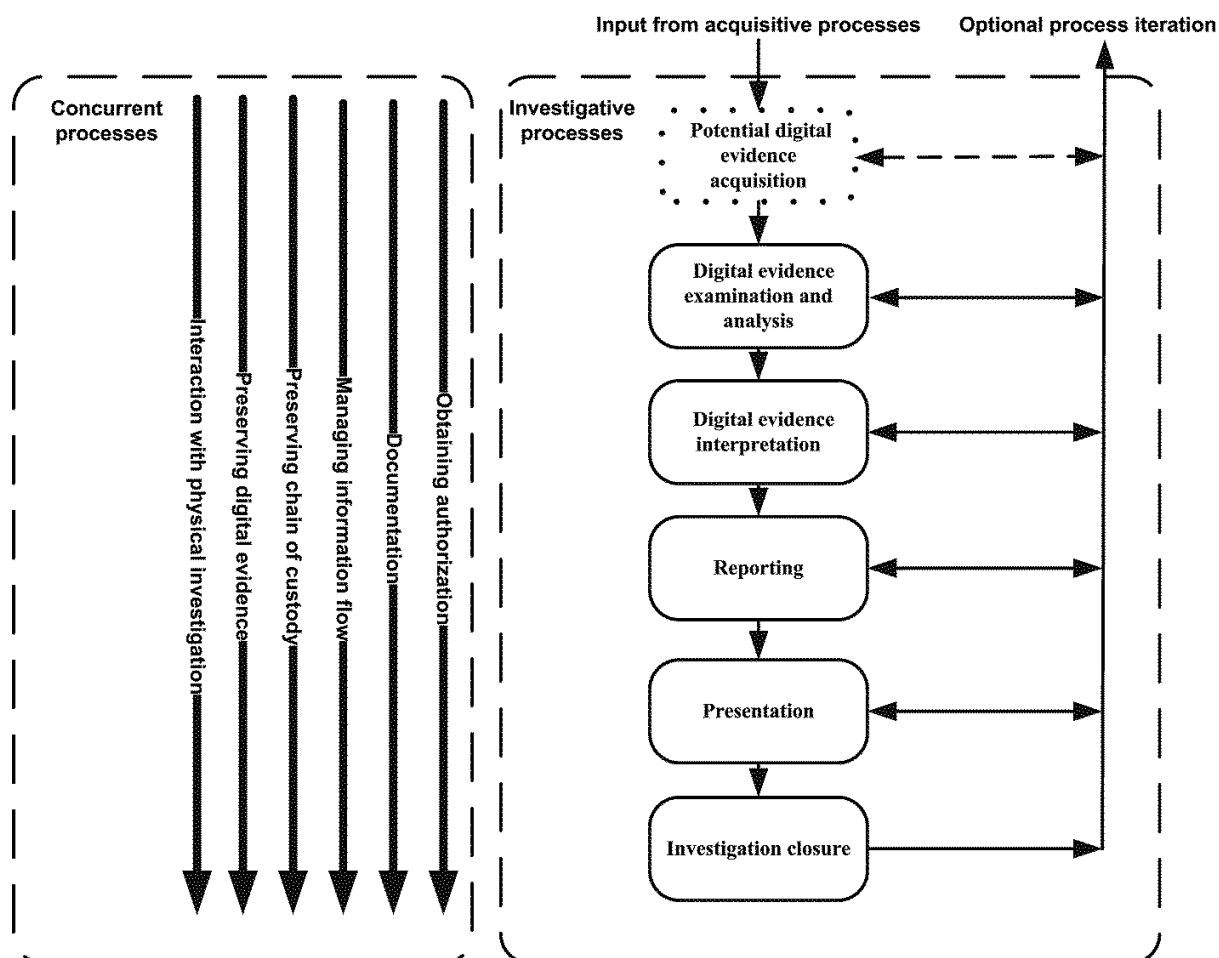 Input from acquisitive processes
Optional process iteration
Concurrent
processes
Interaction with physical investigation
Preserving digital evidence
Preserving chain of custody
Managing information flow
Documentation
Obtaining authorization
Investigative
processes
Potential digital
evidence
acquisition
Digital evidence
examination and
analysis
Digital evidence
interpretation
Reporting
Presentation
Investigation closure